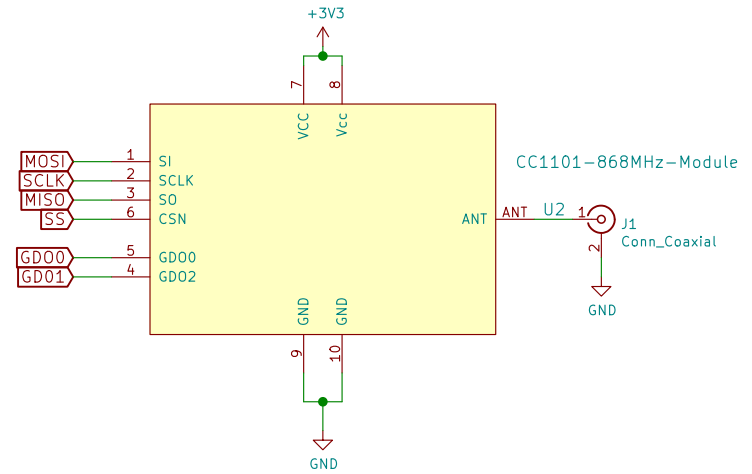 +3V3
7
8
VCC
Vcc
CC1101-868MHz-Module
MOSI 1 SI
SCLK 2 SCLK
MISO 3 SO
SS 6 CSN
ANT ANT U2 1
J1
Conn_Coaxial
2
GDO0 5 GDO0
GDO1 4 GDO2
GND
GND
GND
9
10
GND